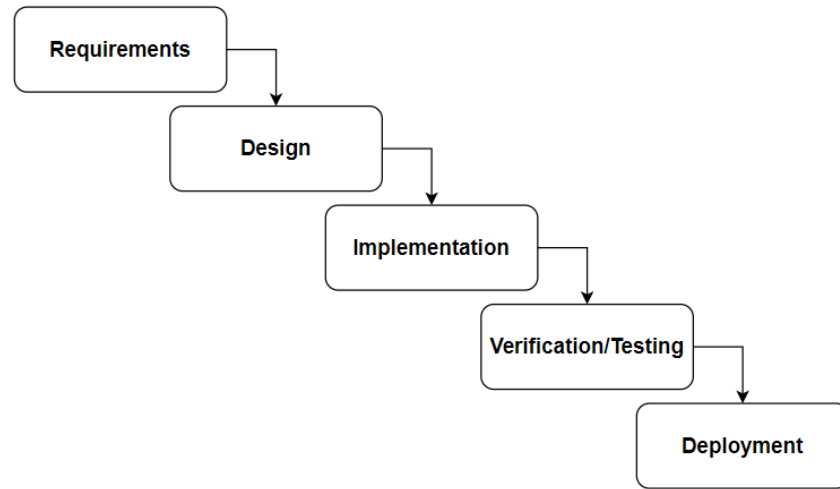 Requirements
Design
Implementation
Verification/Testing
Deployment